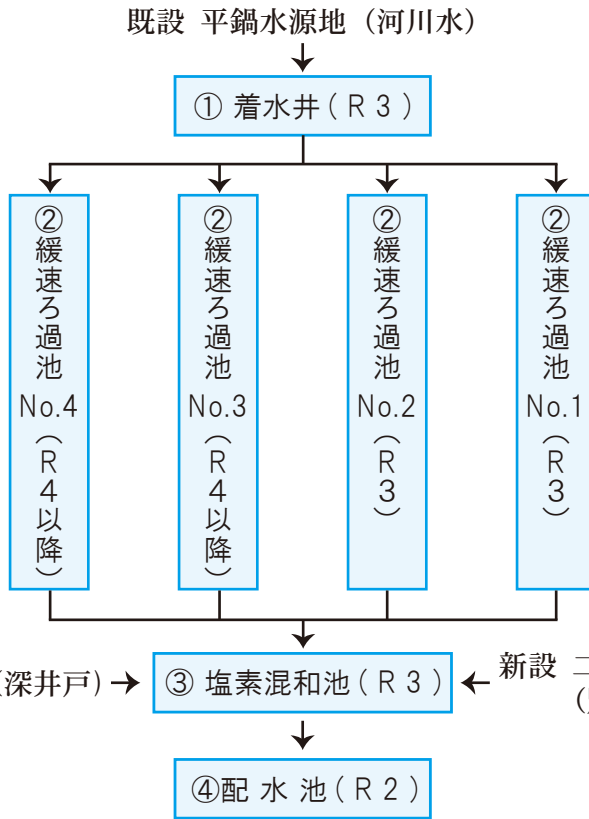 既設 平鍋水源地（河川水）
① 着水井（R3）
②緩速ろ過池 No.4（R4以降）
②緩速ろ過池 No.3（R4以降）
②緩速ろ過池 No.2（R3）
②緩速ろ過池 No.1（R3）
(深井戸)
③ 塩素混和池（R3）
新設 二
④配水池（R2）